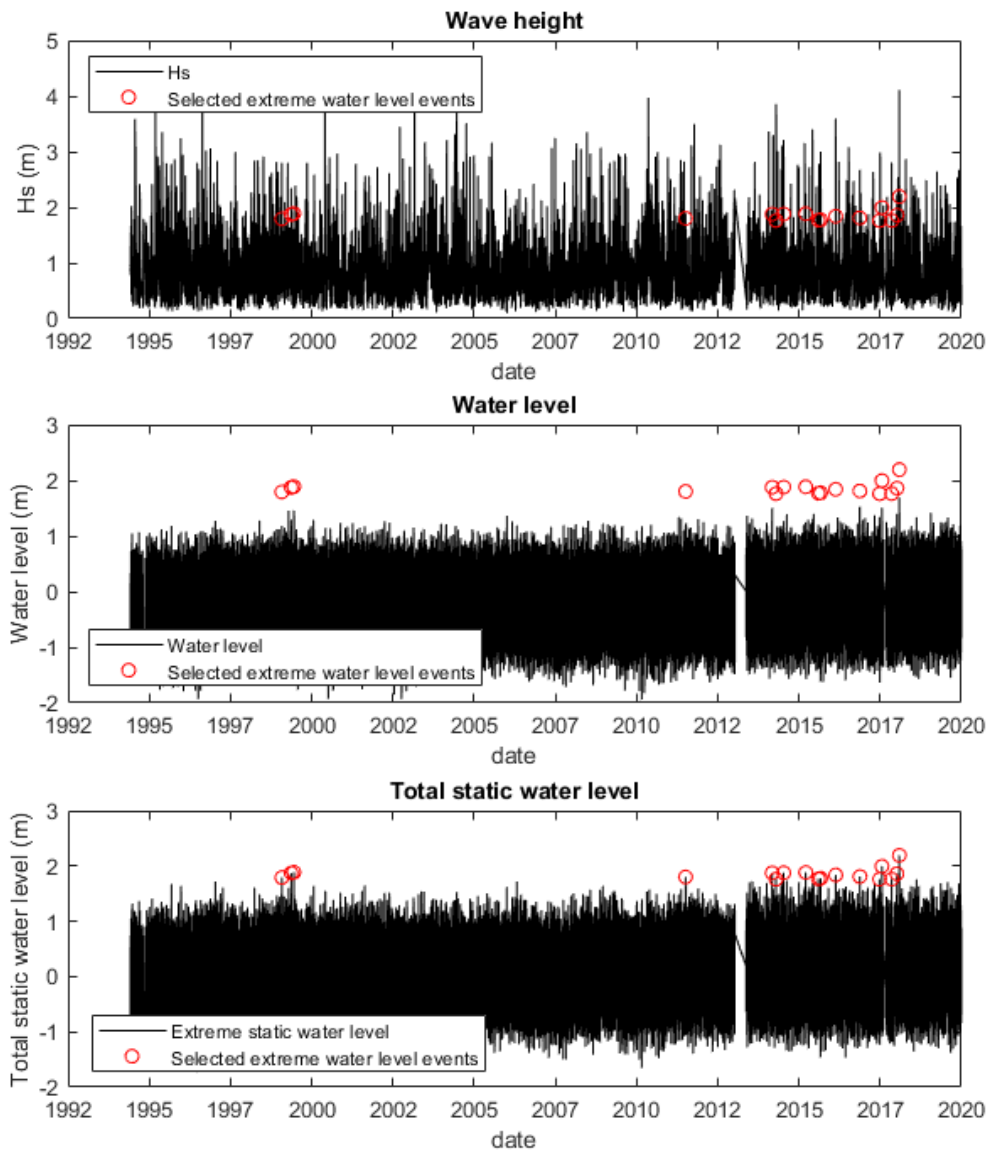 Wave height
Hs (m)
5
4
3
2
1
0
Hs
Selected extreme water level events
1992 1995 1997 2000 2002 2005 2007 2010 2012 2015 2017 2020
date
Water level
Water level (m)
3
2
1
0
-1
-2
Water level
Selected extreme water level events
1992 1995 1997 2000 2002 2005 2007 2010 2012 2015 2017 2020
date
Total static water level
Total static water level (m)
3
2
1
0
-1
-2
Extreme static water level
Selected extreme water level events
1992 1995 1997 2000 2002 2005 2007 2010 2012 2015 2017 2020
date